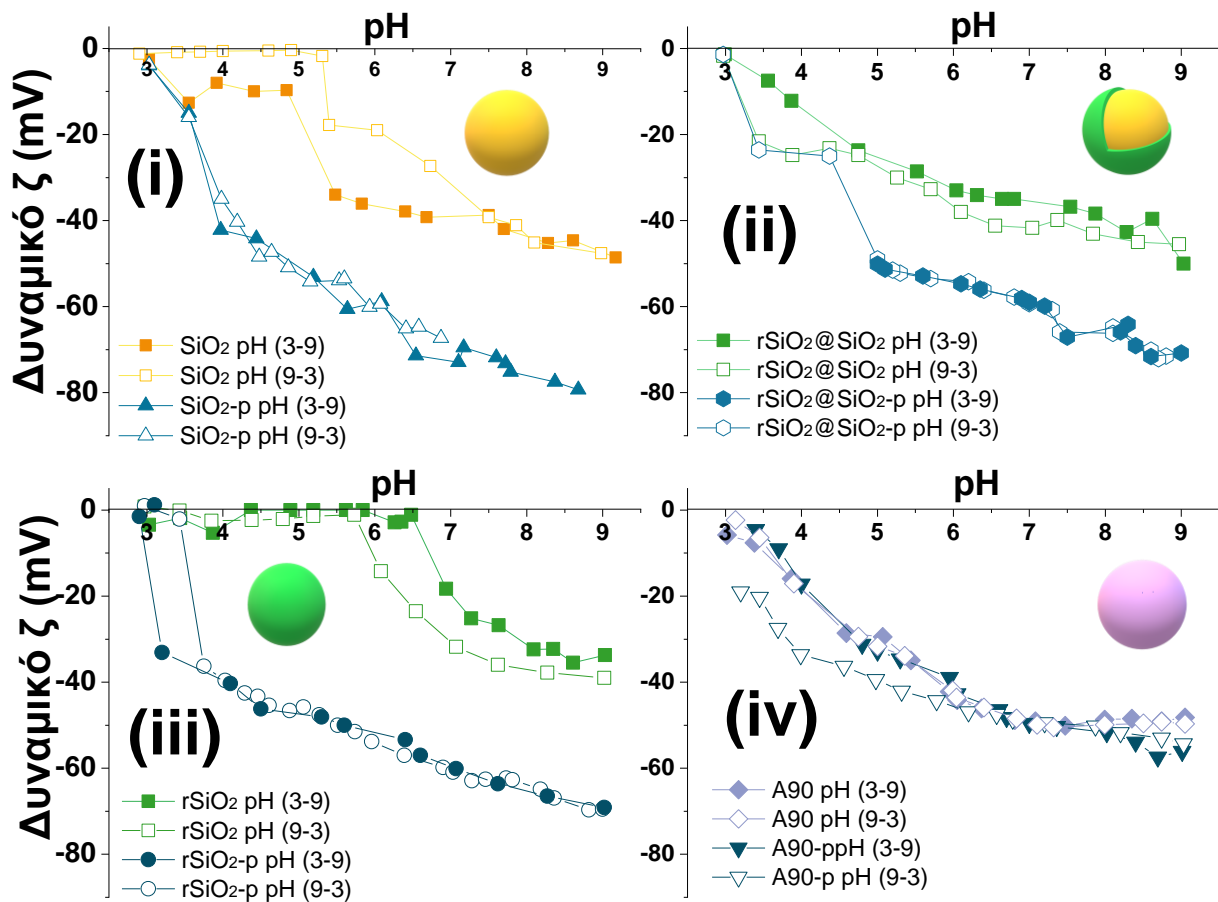 pH
0
3 4 5 6 7 8 9
-20
-40
-60
-80
Δυναμικό ζ (mV)
(i)
SiO2 pH (3-9)
SiO2 pH (9-3)
SiO2-p pH (3-9)
SiO2-p pH (9-3)
pH
0
3 4 5 6 7 8 9
-20
-40
-60
-80
(ii)
rSiO2@SiO2 pH (3-9)
rSiO2@SiO2 pH (9-3)
rSiO2@SiO2-p pH (3-9)
rSiO2@SiO2-p pH (9-3)
pH
0
3 4 5 6 7 8 9
-20
-40
-60
-80
Δυναμικό ζ (mV)
(iii)
rSiO2 pH (3-9)
rSiO2 pH (9-3)
rSiO2-p pH (3-9)
rSiO2-p pH (9-3)
pH
0
3 4 5 6 7 8 9
-20
-40
-60
-80
(iv)
A90 pH (3-9)
A90 pH (9-3)
A90-ppH (3-9)
A90-p pH (9-3)